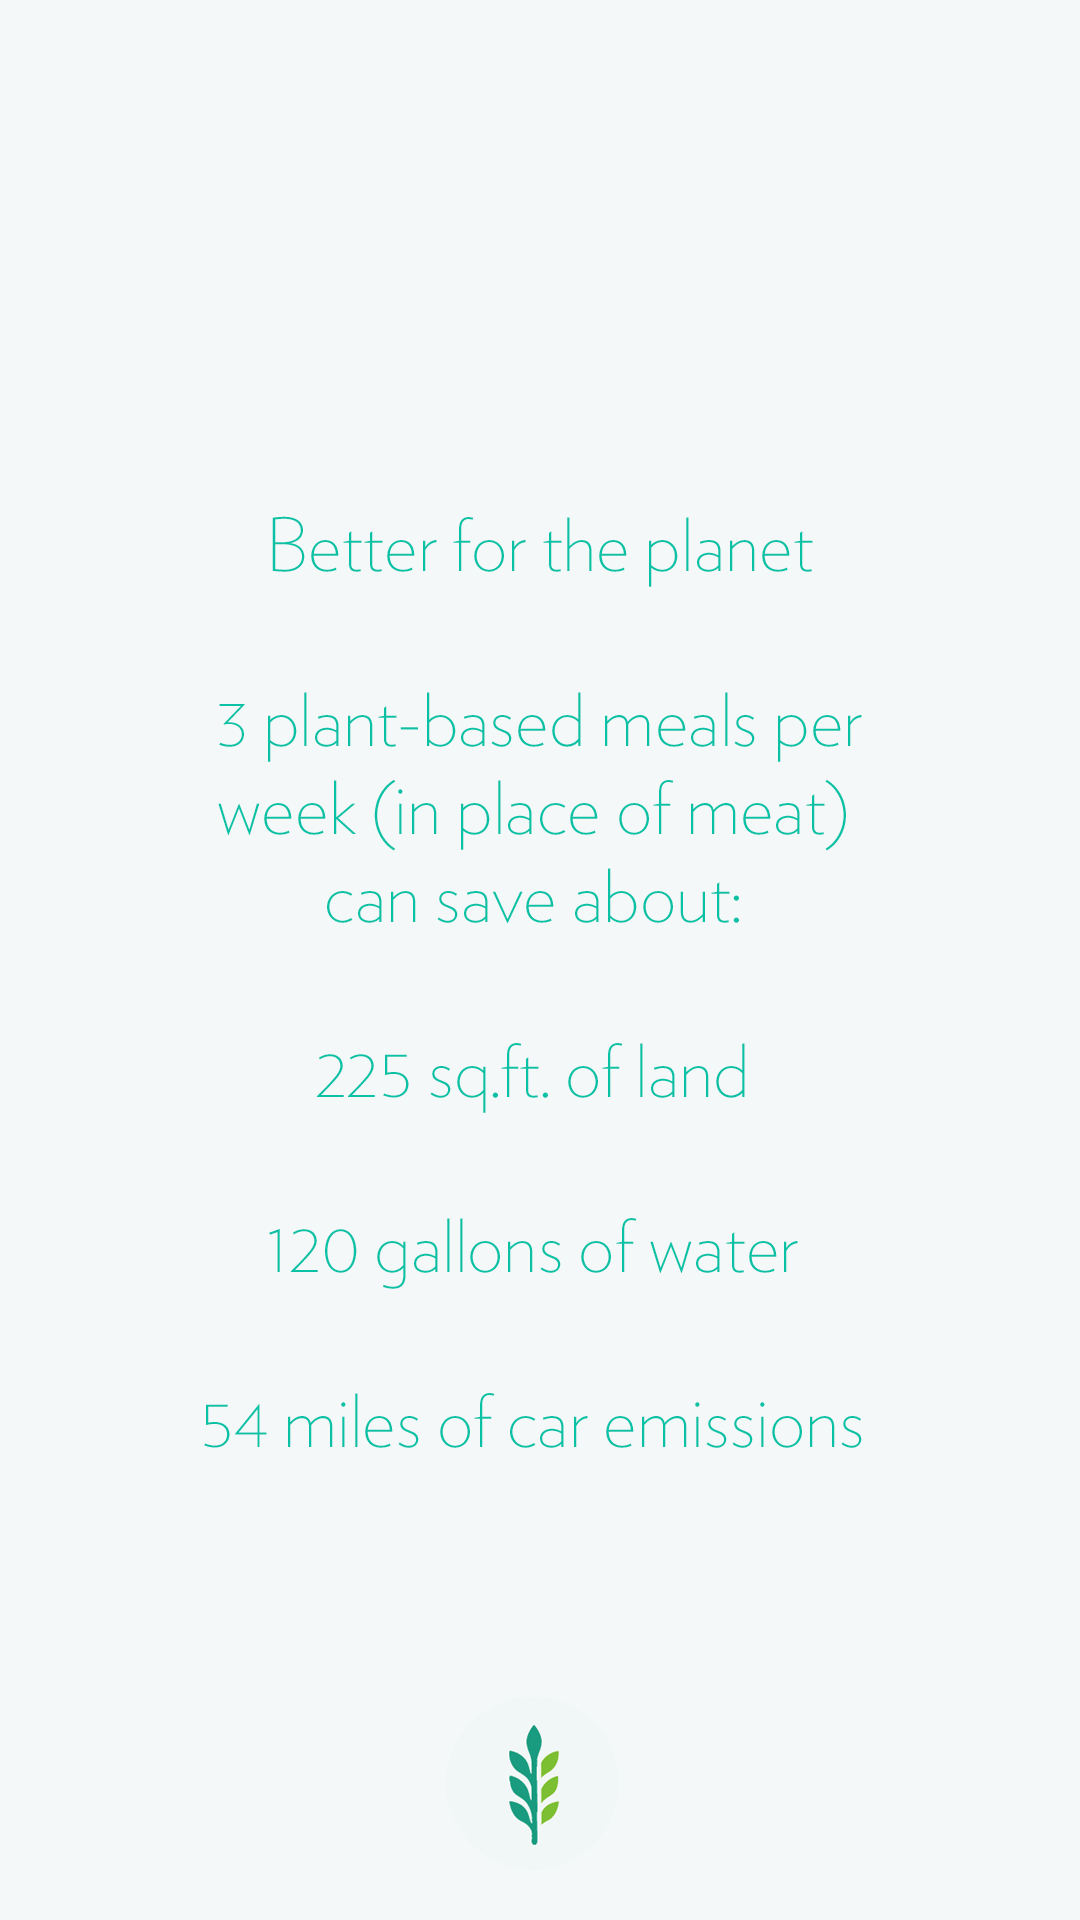 Better for the planet
3 plant-based meals per
week (in place of meat)
can save about:
225 sq.ft. of land
120 gallons of water
54 miles of car emissions